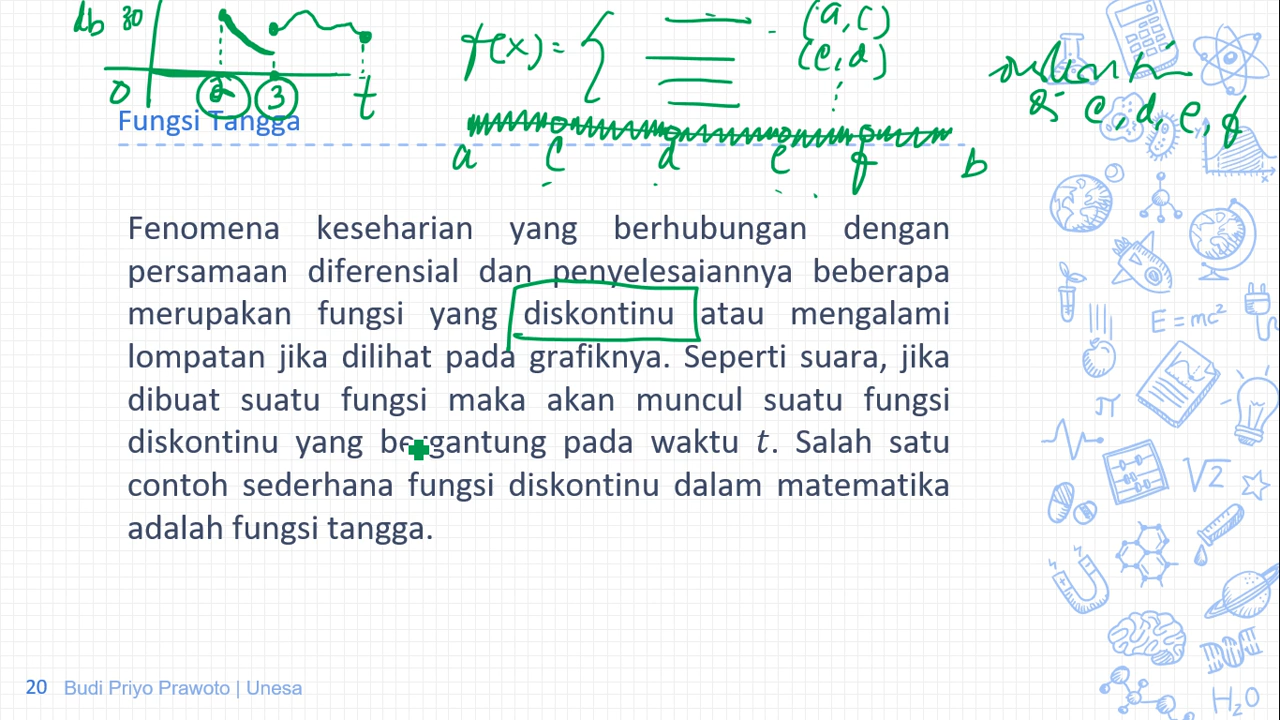 db 30
0 2 3 t
f(x) = {
(a, c)
(c, d)
a c d e f b
di c, d, e, f
Fungsi Tangga
Fenomena keseharian yang berhubungan dengan
persamaan diferensial dan penyelesaiannya beberapa
merupakan fungsi yang diskontinu atau mengalami
lompatan jika dilihat pada grafiknya. Seperti suara, jika
dibuat suatu fungsi maka akan muncul suatu fungsi
diskontinu yang bergantung pada waktu t. Salah satu
contoh sederhana fungsi diskontinu dalam matematika
adalah fungsi tangga.
E = mc²
π
√2
H₂O
20 Budi Priyo Prawoto | Unesa